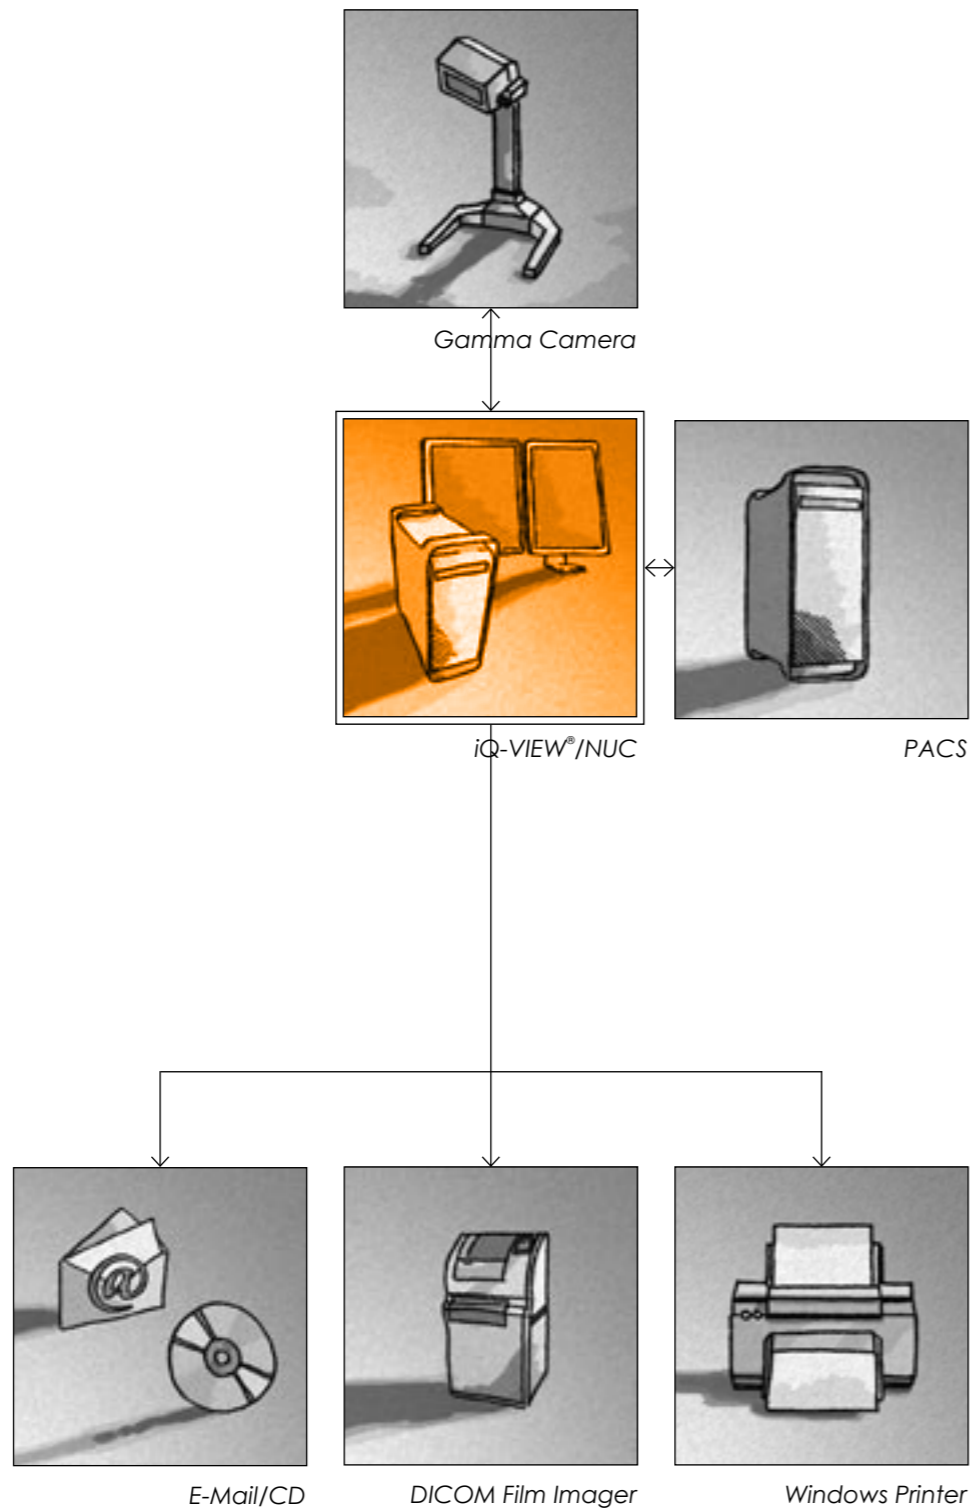 Gamma Camera
iQ-VIEW®/NUC
PACS
E-Mail/CD
DICOM Film Imager
Windows Printer